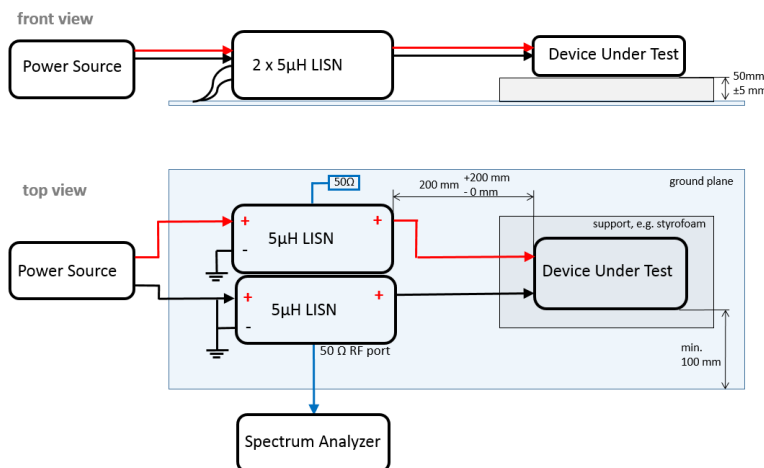 front view
Power Source
2 x 5µH LISN
Device Under Test
50mm
±5 mm
top view
50Ω
200 mm
+200 mm
- 0 mm
ground plane
+
+
5µH LISN
-
support, e.g. styrofoam
Power Source
Device Under Test
+
+
5µH LISN
-
50 Ω RF port
min.
100 mm
Spectrum Analyzer